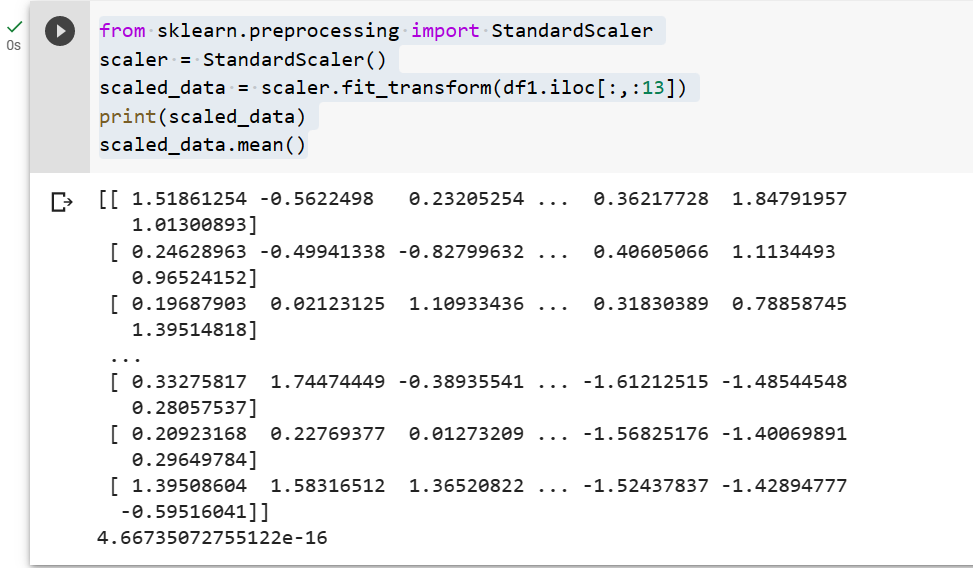 from sklearn.preprocessing import StandardScaler
0s
scaler = StandardScaler()
scaled_data = scaler.fit_transform(df1.iloc[:,:13])
print(scaled_data)
scaled_data.mean()
[[ 1.51861254 -0.5622498   0.23205254 ...  0.36217728  1.84791957
   1.01300893]
 [ 0.24628963 -0.49941338 -0.82799632 ...  0.40605066  1.1134493
   0.96524152]
 [ 0.19687903  0.02123125  1.10933436 ...  0.31830389  0.78858745
   1.39514818]
 ...
 [ 0.33275817  1.74474449 -0.38935541 ... -1.61212515 -1.48544548
   0.28057537]
 [ 0.20923168  0.22769377  0.01273209 ... -1.56825176 -1.40069891
   0.29649784]
 [ 1.39508604  1.58316512  1.36520822 ... -1.52437837 -1.42894777
  -0.59516041]]
4.66735072755122e-16